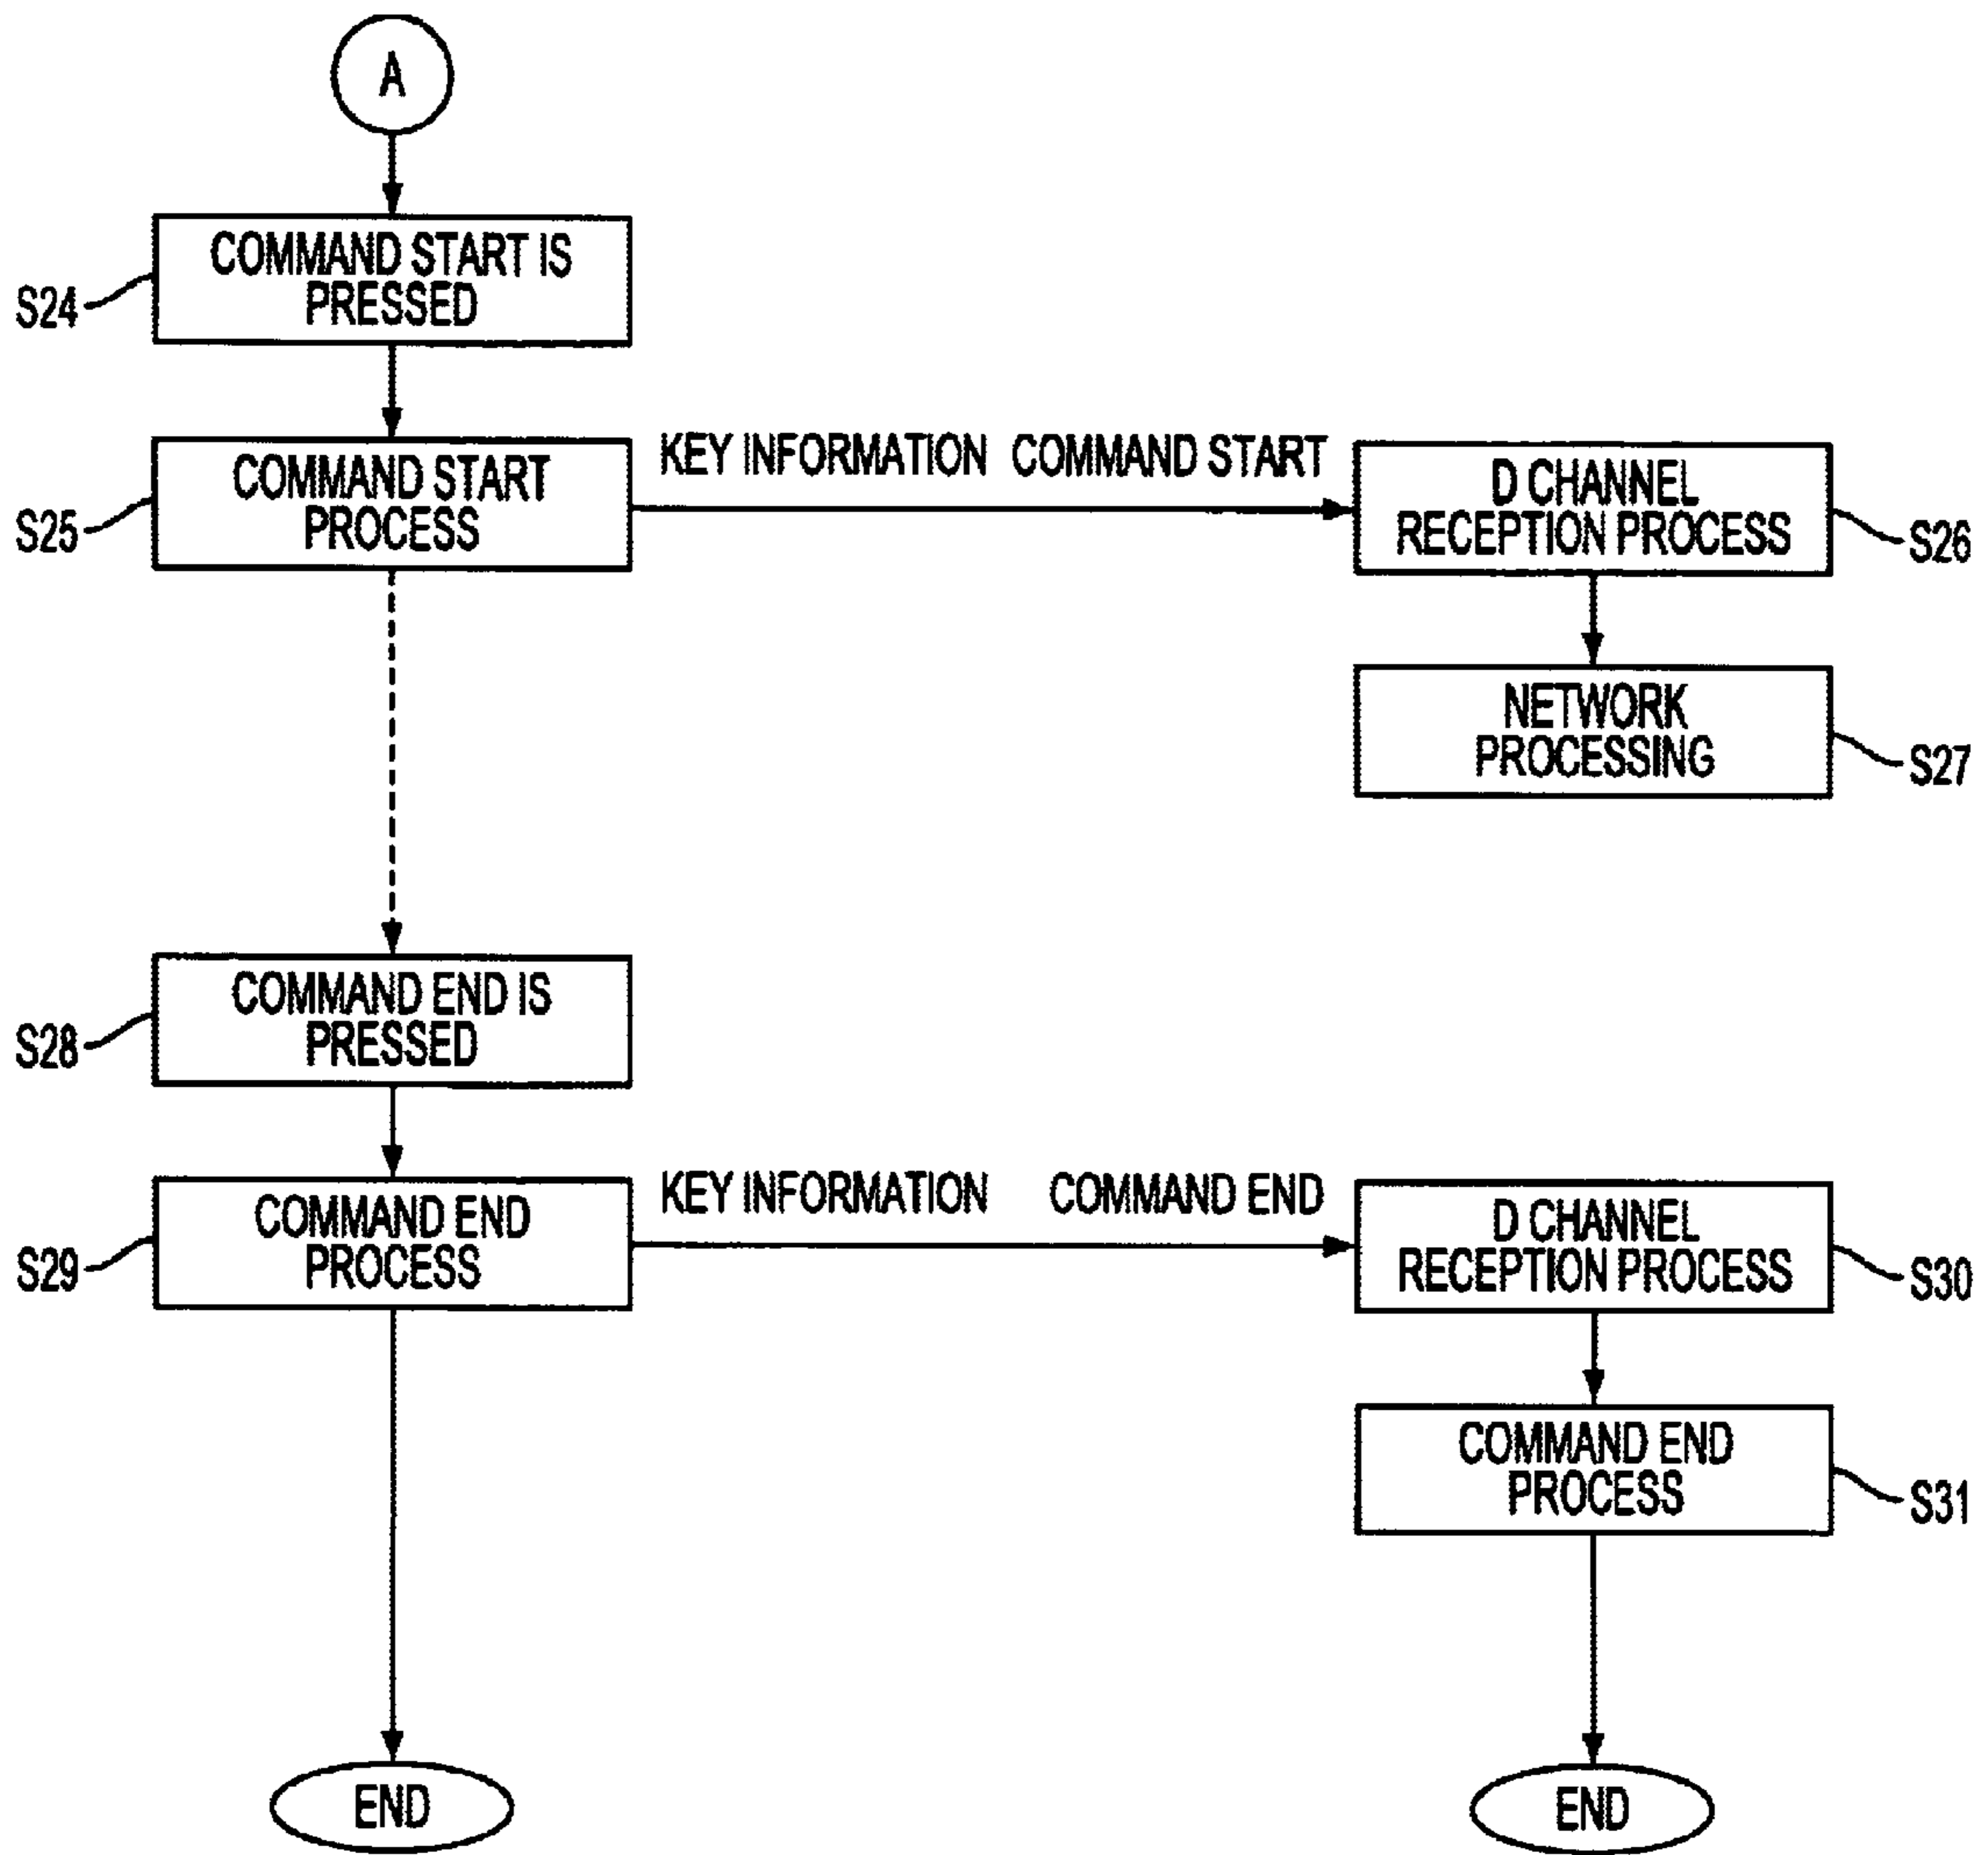 A
COMMAND START IS
PRESSED
S24
COMMAND START
PROCESS
S25
KEY INFORMATION COMMAND START
D CHANNEL
RECEPTION PROCESS
S26
NETWORK
PROCESSING
S27
COMMAND END IS
PRESSED
S28
COMMAND END
PROCESS
S29
KEY INFORMATION COMMAND END
D CHANNEL
RECEPTION PROCESS
S30
COMMAND END
PROCESS
S31
END
END